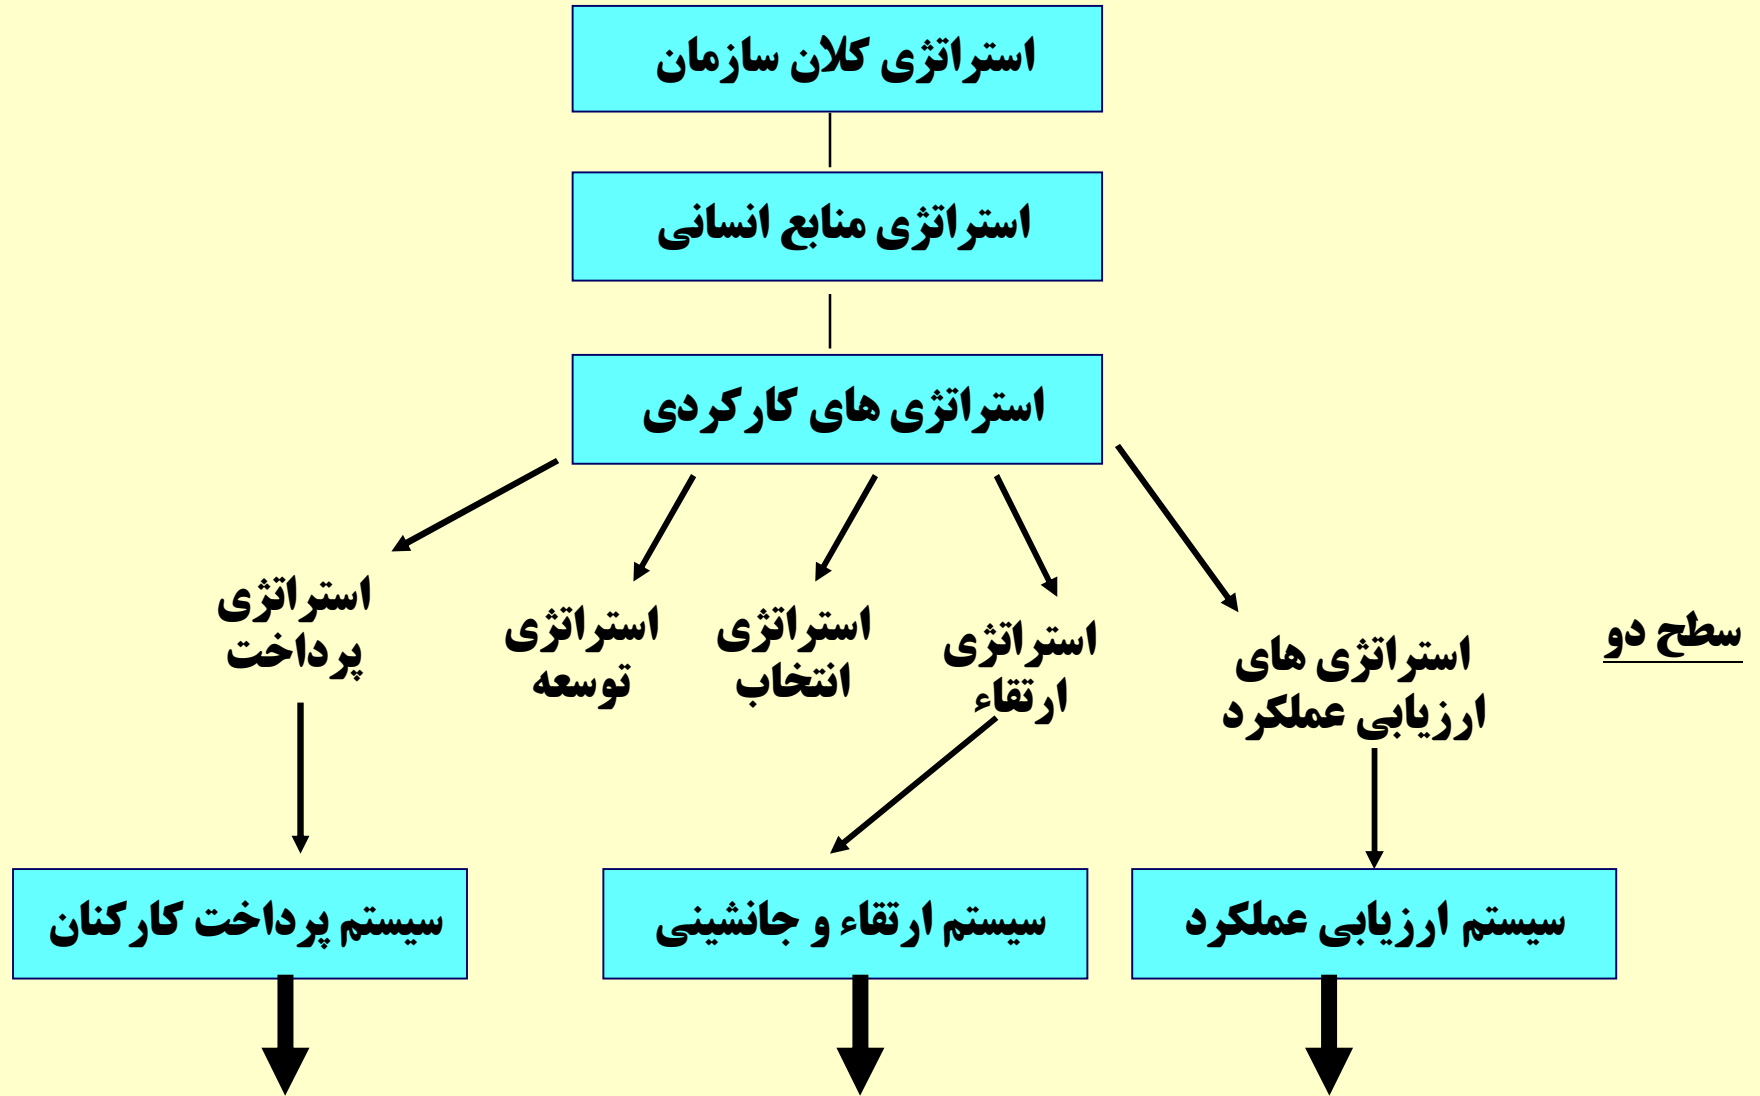 استراتژی کلان سازمان
استراتژی منابع انسانی
استراتژی های کارکردی
سطح دو
استراتژی های
ارزیابی عملکرد
استراتژی
ارتقاء
استراتژی
انتخاب
استراتژی
توسعه
استراتژی
پرداخت
سیستم ارزیابی عملکرد
سیستم ارتقاء و جانشینی
سیستم پرداخت کارکنان